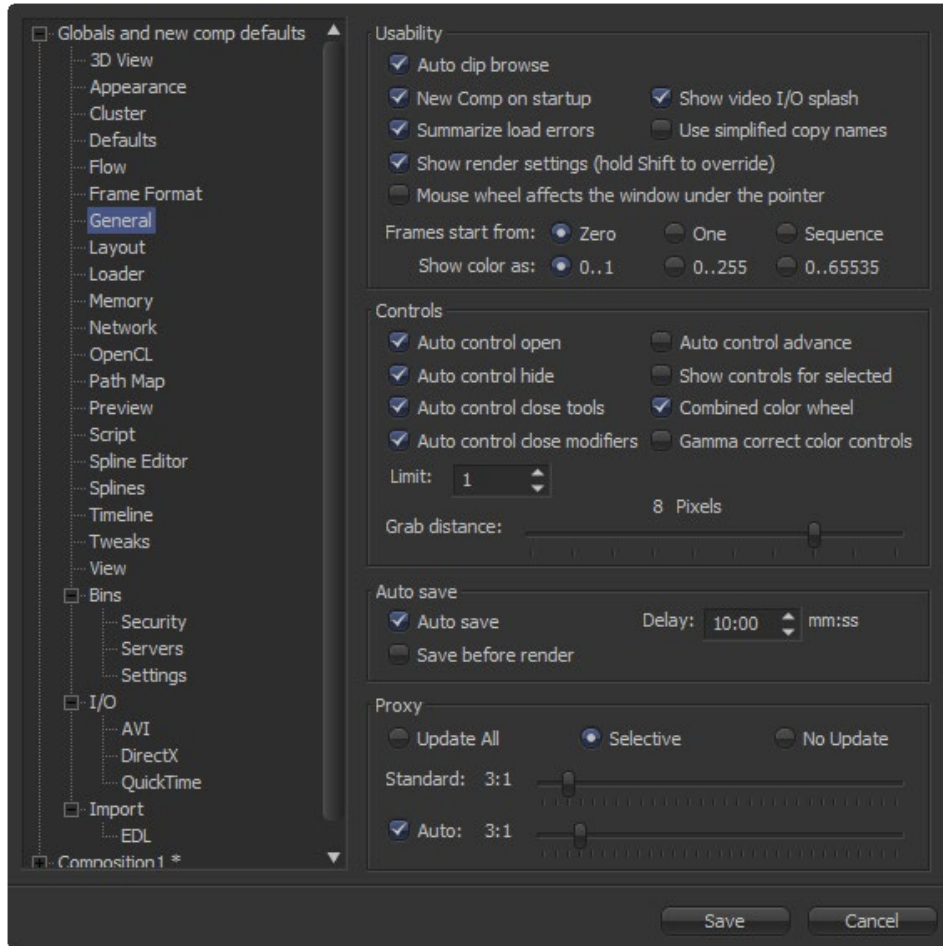 Globals and new comp defaults
3D View
Appearance
Cluster
Defaults
Flow
Frame Format
General
Layout
Loader
Memory
Network
OpenCL
Path Map
Preview
Script
Spline Editor
Splines
Timeline
Tweaks
View
Bins
Security
Servers
Settings
I/O
AVI
DirectX
QuickTime
Import
EDL
Composition1 *
Usability
Auto clip browse
New Comp on startup Show video I/O splash
Summarize load errors Use simplified copy names
Show render settings (hold Shift to override)
Mouse wheel affects the window under the pointer
Frames start from: Zero One Sequence
Show color as: 0..1 0..255 0..65535
Controls
Auto control open Auto control advance
Auto control hide Show controls for selected
Auto control close tools Combined color wheel
Auto control close modifiers Gamma correct color controls
Limit: 1
8 Pixels
Grab distance:
Auto save
Auto save Delay: 10:00 mm:ss
Save before render
Proxy
Update All Selective No Update
Standard: 3:1
Auto: 3:1
Save Cancel